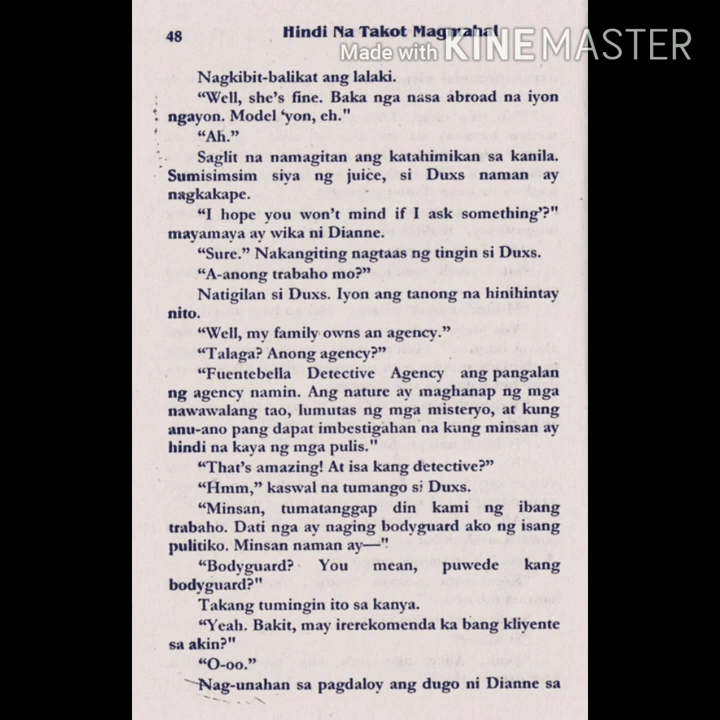 48
Hindi Na Takot Magmahal
Made with KINEMASTER
Nagkibit-balikat ang lalaki.
“Well, she’s fine. Baka nga nasa abroad na iyon
ngayon. Model ‘yon, eh."
“Ah.”
Saglit na namagitan ang katahimikan sa kanila.
Sumisimsim siya ng juice, si Duxs naman ay
nagkakape.
“I hope you won’t mind if I ask something’?"
mayamaya ay wika ni Dianne.
“Sure.” Nakangiting nagtaas ng tingin si Duxs.
“A-anong trabaho mo?”
Natigilan si Duxs. Iyon ang tanong na hinihintay
nito.
“Well, my family owns an agency.”
“Talaga? Anong agency?”
“Fuentebella Detective Agency ang pangalan
ng agency namin. Ang nature ay maghanap ng mga
nawawalang tao, lumutas ng mga misteryo, at kung
anu-ano pang dapat imbestigahan na kung minsan ay
hindi na kaya ng mga pulis."
“That’s amazing! At isa kang detective?”
“Hmm,” kaswal na tumango si Duxs.
“Minsan, tumatanggap din kami ng ibang
trabaho. Dati nga ay naging bodyguard ako ng isang
pulitiko. Minsan naman ay—"
“Bodyguard? You mean, puwede kang
bodyguard?"
Takang tumingin ito sa kanya.
“Yeah. Bakit, may irerekomenda ka bang kliyente
sa akin?"
“O-oo.”
Nag-unahan sa pagdaloy ang dugo ni Dianne sa